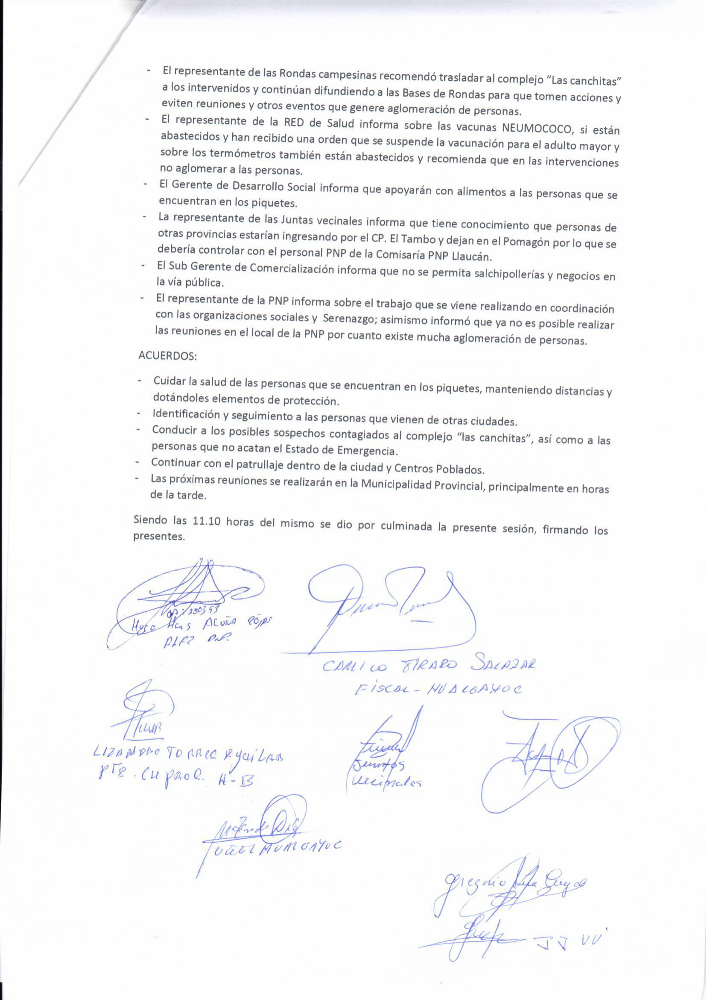 - El representante de las Rondas campesinas recomendó trasladar al complejo “Las canchitas”
a los intervenidos y continúan difundiendo a las Bases de Rondas para que tomen acciones y
eviten reuniones y otros eventos que genere aglomeración de personas.
- El representante de la RED de Salud informa sobre las vacunas NEUMOCOCO, si están
abastecidos y han recibido una orden que se suspende la vacunación para el adulto mayor y
sobre los termómetros también están abastecidos y recomienda que en las intervenciones
no aglomerar a las personas.
- El Gerente de Desarrollo Social informa que apoyarán con alimentos a las personas que se
encuentran en los piquetes.
- La representante de las Juntas vecinales informa que tiene conocimiento que personas de
otras provincias estarían ingresando por el CP. El Tambo y dejan en el Pomagón por lo que se
debería controlar con el personal PNP de la Comisaría PNP Llaucán.
- El Sub Gerente de Comercialización informa que no se permita salchipollerías y negocios en
la vía pública.
- El representante de la PNP informa sobre el trabajo que se viene realizando en coordinación
con las organizaciones sociales y Serenazgo; asimismo informó que ya no es posible realizar
las reuniones en el local de la PNP por cuanto existe mucha aglomeración de personas.
ACUERDOS:
- Cuidar la salud de las personas que se encuentran en los piquetes, manteniendo distancias y
dotándoles elementos de protección.
- Identificación y seguimiento a las personas que vienen de otras ciudades.
- Conducir a los posibles sospechos contagiados al complejo “las canchitas”, así como a las
personas que no acatan el Estado de Emergencia.
- Continuar con el patrullaje dentro de la ciudad y Centros Poblados.
- Las próximas reuniones se realizarán en la Municipalidad Provincial, principalmente en horas
de la tarde.
Siendo las 11.10 horas del mismo se dio por culminada la presente sesión, firmando los
presentes.
Hugo Hans ACUÑA ROJAS
ALFZ PNP.
CAMILO TIRADO SALAZAR
FISCAL - HUALGAYOC
LIZANDRO TORRES AguiLAR
PTE. H - B
Juntas
Vecinales
UGEL HUALGAYOC
Gregorio
JJ VV